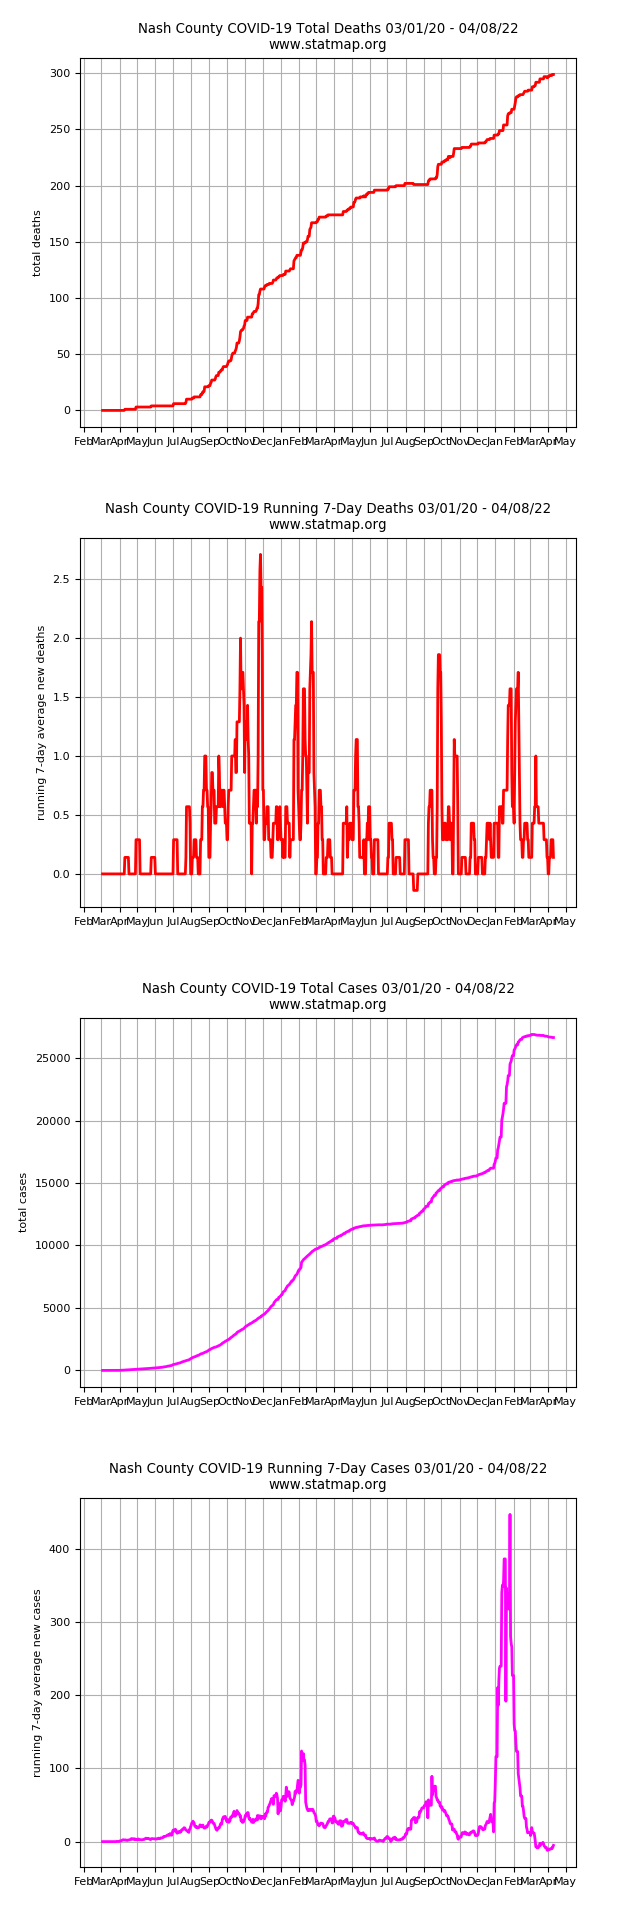 Nash County COVID-19 Total Deaths 03/01/20 - 04/08/22
www.statmap.org
300
250
200
150
100
50
0
total deaths
Feb Mar Apr May Jun Jul Aug Sep Oct Nov Dec Jan Feb Mar Apr May Jun Jul Aug Sep Oct Nov Dec Jan Feb Mar Apr May
Nash County COVID-19 Running 7-Day Deaths 03/01/20 - 04/08/22
www.statmap.org
2.5
2.0
1.5
1.0
0.5
0.0
running 7-day average new deaths
Feb Mar Apr May Jun Jul Aug Sep Oct Nov Dec Jan Feb Mar Apr May Jun Jul Aug Sep Oct Nov Dec Jan Feb Mar Apr May
Nash County COVID-19 Total Cases 03/01/20 - 04/08/22
www.statmap.org
25000
20000
15000
10000
5000
0
total cases
Feb Mar Apr May Jun Jul Aug Sep Oct Nov Dec Jan Feb Mar Apr May Jun Jul Aug Sep Oct Nov Dec Jan Feb Mar Apr May
Nash County COVID-19 Running 7-Day Cases 03/01/20 - 04/08/22
www.statmap.org
400
300
200
100
0
running 7-day average new cases
Feb Mar Apr May Jun Jul Aug Sep Oct Nov Dec Jan Feb Mar Apr May Jun Jul Aug Sep Oct Nov Dec Jan Feb Mar Apr May